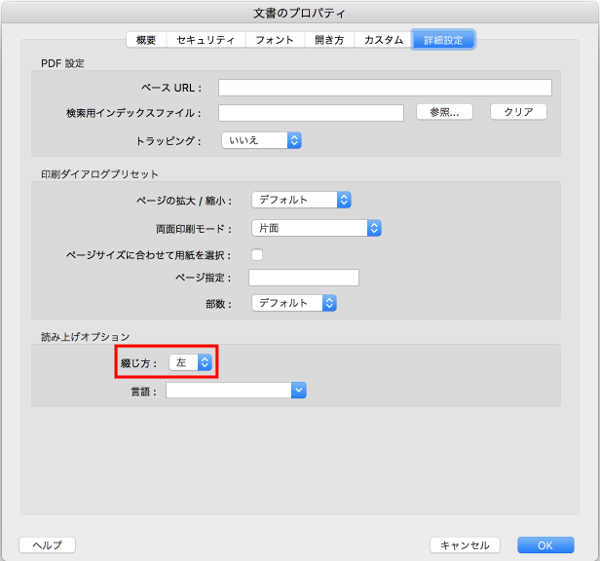 文書のプロパティ
概要 セキュリティ フォント 開き方 カスタム 詳細設定
PDF 設定
ベース URL：
検索用インデックスファイル： 参照... クリア
トラッピング： いいえ
印刷ダイアログプリセット
ページの拡大 / 縮小： デフォルト
両面印刷モード： 片面
ページサイズに合わせて用紙を選択：
ページ指定：
部数： デフォルト
読み上げオプション
綴じ方： 左
言語：
ヘルプ キャンセル OK